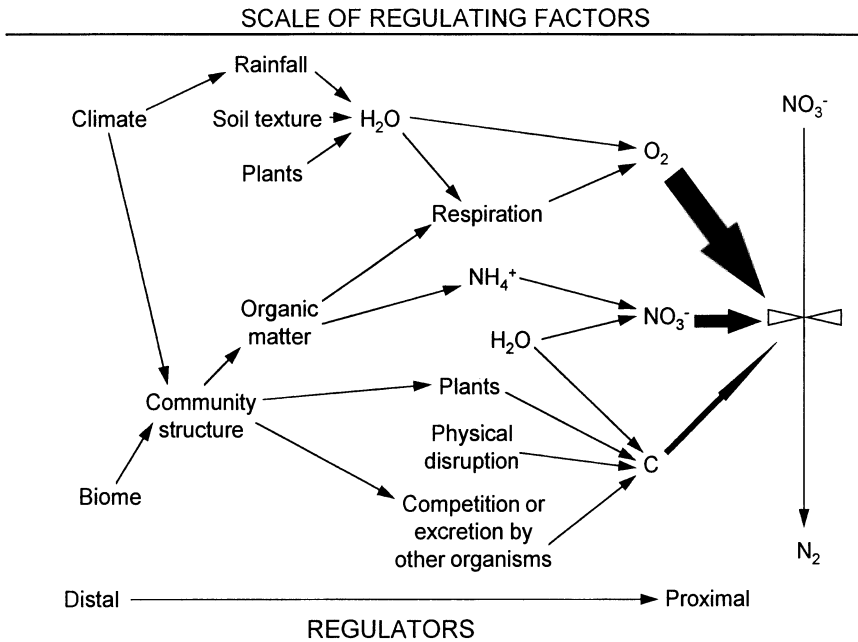 SCALE OF REGULATING FACTORS
Rainfall
NO₃⁻
Climate
Soil texture
H₂O
O₂
Plants
Respiration
NH₄⁺
Organic
matter
NO₃⁻
H₂O
Community
structure
Plants
Physical
disruption
C
Biome
Competition or
excretion by
other organisms
N₂
Distal
Proximal
REGULATORS